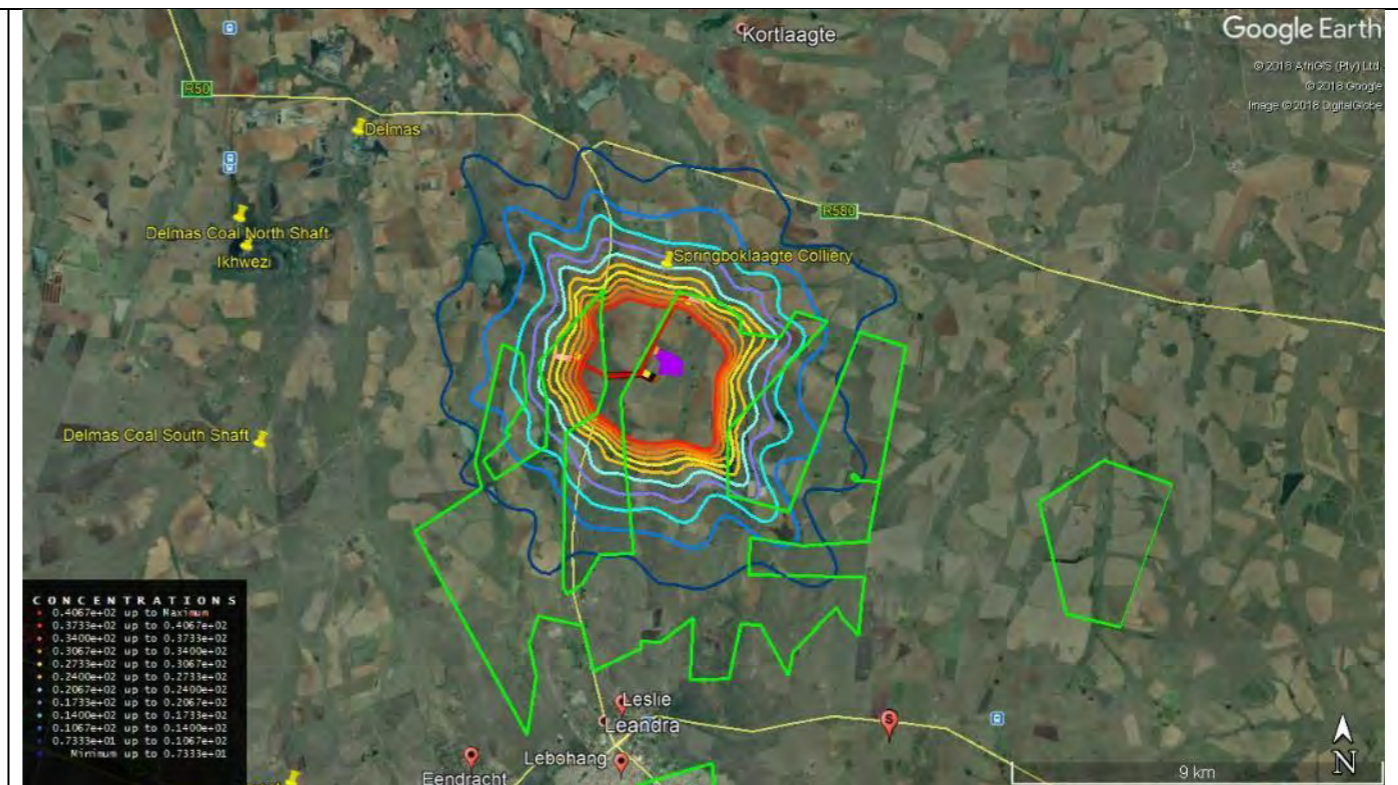 Kortlaagte
Google Earth
© 2018 AfriGIS (Pty) Ltd.
© 2018 Google
Image © 2018 DigitalGlobe
R50
Delmas
R580
Delmas Coal North Shaft
Ikhwezi
Springboklaagte Colliery
Delmas Coal South Shaft
CONCENTRATIONS
0.4067e+02 up to Maximum
0.3733e+02 up to 0.4067e+02
0.3400e+02 up to 0.3733e+02
0.3067e+02 up to 0.3400e+02
0.2733e+02 up to 0.3067e+02
0.2400e+02 up to 0.2733e+02
0.2067e+02 up to 0.2400e+02
0.1733e+02 up to 0.2067e+02
0.1400e+02 up to 0.1733e+02
0.1067e+02 up to 0.1400e+02
0.7333e+01 up to 0.1067e+02
Minimum up to 0.7333e+01
Leslie
Leandra
S
Lebohang
Eendracht
N
9 km